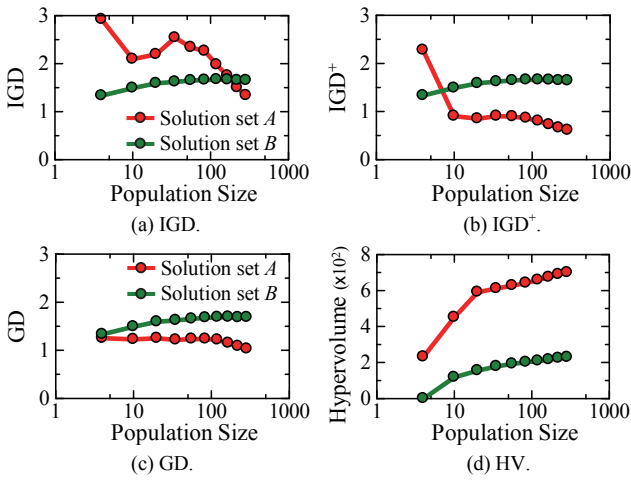 3
2
1
0
IGD
Solution set A
Solution set B
1 10 100 1000
Population Size
(a) IGD.
3
2
1
0
IGD+
1 10 100 1000
Population Size
(b) IGD+.
3
2
1
0
GD
Solution set A
Solution set B
1 10 100 1000
Population Size
(c) GD.
8
6
4
2
0
Hypervolume (x10²)
1 10 100 1000
Population Size
(d) HV.